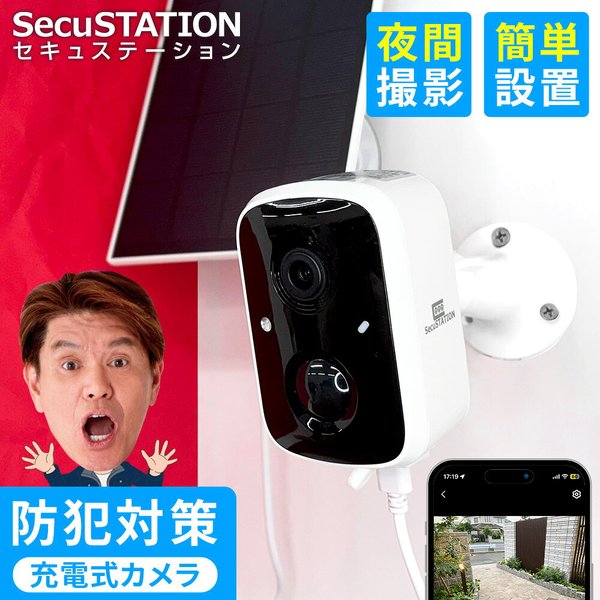 SecuSTATION
セキュステーション
夜間
撮影
簡単
設置
SecuSTATION
17:19
防犯対策
充電式カメラ